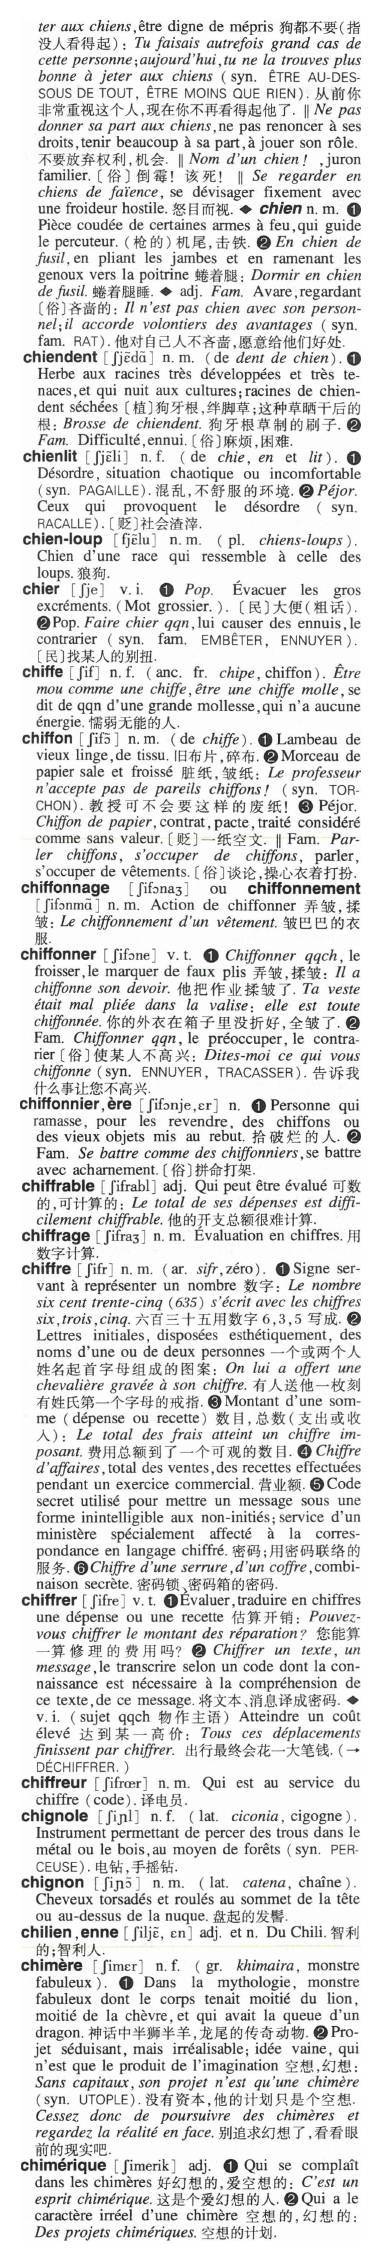 ter aux chiens,être digne de mépris 狗都不要(指
没人看得起): Tu faisais autrefois grand cas de
cette personne;aujourd'hui,tu ne la trouves plus
bonne à jeter aux chiens (syn. ÊTRE AU-DES-
SOUS DE TOUT, ÊTRE MOINS QUE RIEN). 从前你
非常重视这个人,现在你不再看得起他了. ‖ Ne pas
donner sa part aux chiens,ne pas renoncer à ses
droits,tenir beaucoup à sa part,à jouer son rôle.
不要放弃权利,机会. ‖ Nom d'un chien! ,juron
familier.〔俗〕倒霉! 该死! ‖ Se regarder en
chiens de faïence, se dévisager fixement avec
une froideur hostile. 怒目而视. ◆ chien n. m. ❶
Pièce coudée de certaines armes à feu,qui guide
le percuteur. (枪的) 机尾,击铁. ❷ En chien de
fusil,en pliant les jambes et en ramenant les
genoux vers la poitrine 蜷着腿: Dormir en chien
de fusil. 蜷着腿睡. ◆ adj. Fam. Avare,regardant
〔俗〕吝啬的: Il n'est pas chien avec son person-
nel;il accorde volontiers des avantages (syn.
fam. RAT). 他对自己人不吝啬,愿意给他们好处.
chiendent [ʃjɛ̃dɑ̃] n. m. (de dent de chien). ❶
Herbe aux racines très développées et très te-
naces,et qui nuit aux cultures;racines de chien-
dent séchées〔植〕狗牙根,绊脚草;这种草晒干后的
根: Brosse de chiendent. 狗牙根草制的刷子. ❷
Fam. Difficulté,ennui.〔俗〕麻烦,困难.
chienlit [ʃjɛ̃li] n. f. (de chie, en et lit). ❶
Désordre, situation chaotique ou incomfortable
(syn. PAGAILLE). 混乱,不舒服的环境. ❷ Péjor.
Ceux qui provoquent le désordre (syn.
RACALLE).〔贬〕社会渣滓.
chien-loup [fjɛ̃lu] n. m. (pl. chiens-loups).
Chien d'une race qui ressemble à celle des
loups. 狼狗.
chier [ʃje] v. i. ❶ Pop. Évacuer les gros
excréments. (Mot grossier.).〔民〕大便(粗话).
❷Pop. Faire chier qqn,lui causer des ennuis,le
contrarier (syn. fam. EMBÊTER, ENNUYER).
〔民〕找某人的别扭.
chiffe [ʃif] n. f. (anc. fr. chipe, chiffon). Être
mou comme une chiffe,être une chiffe molle,se
dit de qqn d'une grande mollesse,qui n'a aucune
énergie. 懦弱无能的人.
chiffon [ʃifɔ̃] n. m. (de chiffe). ❶ Lambeau de
vieux linge,de tissu. 旧布片,碎布. ❷ Morceau de
papier sale et froissé 脏纸,皱纸: Le professeur
n'accepte pas de pareils chiffons! (syn. TOR-
CHON). 教授可不会要这样的废纸! ❸ Péjor.
Chiffon de papier,contrat,pacte,traité considéré
comme sans valeur.〔贬〕一纸空文. ‖ Fam. Par-
ler chiffons, s'occuper de chiffons, parler,
s'occuper de vêtements.〔俗〕谈论,操心衣着打扮.
chiffonnage [ʃifɔnaʒ] ou chiffonnement
[ʃifɔnmɑ̃] n. m. Action de chiffonner 弄皱,揉
皱: Le chiffonnement d'un vêtement. 皱巴巴的衣
服.
chiffonner [ʃifɔne] v. t. ❶ Chiffonner qqch, le
froisser,le marquer de faux plis 弄皱,揉皱: Il a
chiffonne son devoir. 他把作业揉皱了. Ta veste
était mal pliée dans la valise; elle est toute
chiffonnée. 你的外衣在箱子里没折好,全皱了. ❷
Fam. Chiffonner qqn, le préoccuper, le contra-
rier〔俗〕使某人不高兴: Dites-moi ce qui vous
chiffonne (syn. ENNUYER, TRACASSER). 告诉我
什么事让您不高兴.
chiffonnier,ère [ʃifɔnje,ɛr] n. ❶ Personne qui
ramasse, pour les revendre, des chiffons ou
des vieux objets mis au rebut. 拾破烂的人. ❷
Fam. Se battre comme des chiffonniers,se battre
avec acharnement.〔俗〕拼命打架.
chiffrable [ʃifrabl] adj. Qui peut être évalué 可数
的,可计算的: Le total de ses dépenses est diffi-
cilement chiffrable. 他的开支总额很难计算.
chiffrage [ʃifraʒ] n. m. Évaluation en chiffres. 用
数字计算.
chiffre [ʃifr] n. m. (ar. sifr,zéro). ❶ Signe ser-
vant à représenter un nombre 数字: Le nombre
six cent trente-cinq (635) s'écrit avec les chiffres
six,trois,cinq. 六百三十五用数字 6,3,5 写成. ❷
Lettres initiales, disposées esthétiquement, des
noms d'une ou de deux personnes 一个或两个人
姓名起首字母组成的图案: On lui a offert une
chevalière gravée à son chiffre. 有人送他一枚刻
有姓氏第一个字母的戒指. ❸ Montant d'une som-
me (dépense ou recette) 数目,总数(支出或收
入): Le total des frais atteint un chiffre im-
posant. 费用总额到了一个可观的数目. ❹ Chiffre
d'affaires,total des ventes,des recettes effectuées
pendant un exercice commercial. 营业额. ❺ Code
secret utilisé pour mettre un message sous une
forme inintelligible aux non-initiés;service d'un
ministère spécialement affecté à la corres-
pondance en langage chiffré. 密码;用密码联络的
服务. ❻ Chiffre d'une serrure,d'un coffre,combi-
naison secrète. 密码锁、密码箱的密码.
chiffrer [ʃifre] v. t. ❶Évaluer,traduire en chiffres
une dépense ou une recette 估算开销: Pouvez-
vous chiffrer le montant des réparation? 您能算
一算修理的费用吗? ❷ Chiffrer un texte, un
message,le transcrire selon un code dont la con-
naissance est nécessaire à la compréhension de
ce texte,de ce message. 将文本、消息译成密码. ◆
v. i. (sujet qqch 物作主语) Atteindre un coût
élevé 达到某一高价: Tous ces déplacements
finissent par chiffrer. 出行最终会花一大笔钱. (→
DÉCHIFFRER.)
chiffreur [ʃifrœr] n. m. Qui est au service du
chiffre (code). 译电员.
chignole [ʃiɲɔl] n. f. (lat. ciconia, cigogne).
Instrument permettant de percer des trous dans le
métal ou le bois,au moyen de forêts (syn. PER-
CEUSE). 电钻,手摇钻.
chignon [ʃiɲɔ̃] n. m. (lat. catena, chaîne).
Cheveux torsadés et roulés au sommet de la tête
ou au-dessus de la nuque. 盘起的发髻.
chilien,enne [ʃiljɛ̃, ɛn] adj. et n. Du Chili. 智利
的;智利人.
chimère [ʃimɛr] n. f. (gr. khimaira, monstre
fabuleux). ❶ Dans la mythologie, monstre
fabuleux dont le corps tenait moitié du lion,
moitié de la chèvre, et qui avait la queue d'un
dragon. 神话中半狮半羊,龙尾的传奇动物. ❷ Pro-
jet séduisant, mais irréalisable; idée vaine, qui
n'est que le produit de l'imagination 空想,幻想:
Sans capitaux, son projet n'est qu'une chimère
(syn. UTOPLE). 没有资本,他的计划只是个空想.
Cessez donc de poursuivre des chimères et
regardez la réalité en face. 别追求幻想了,看看眼
前的现实吧.
chimérique [ʃimerik] adj. ❶ Qui se complaît
dans les chimères 好幻想的,爱空想的: C'est un
esprit chimérique. 这是个爱幻想的人. ❷ Qui a le
caractère irréel d'une chimère 空想的,幻想的:
Des projets chimériques. 空想的计划.